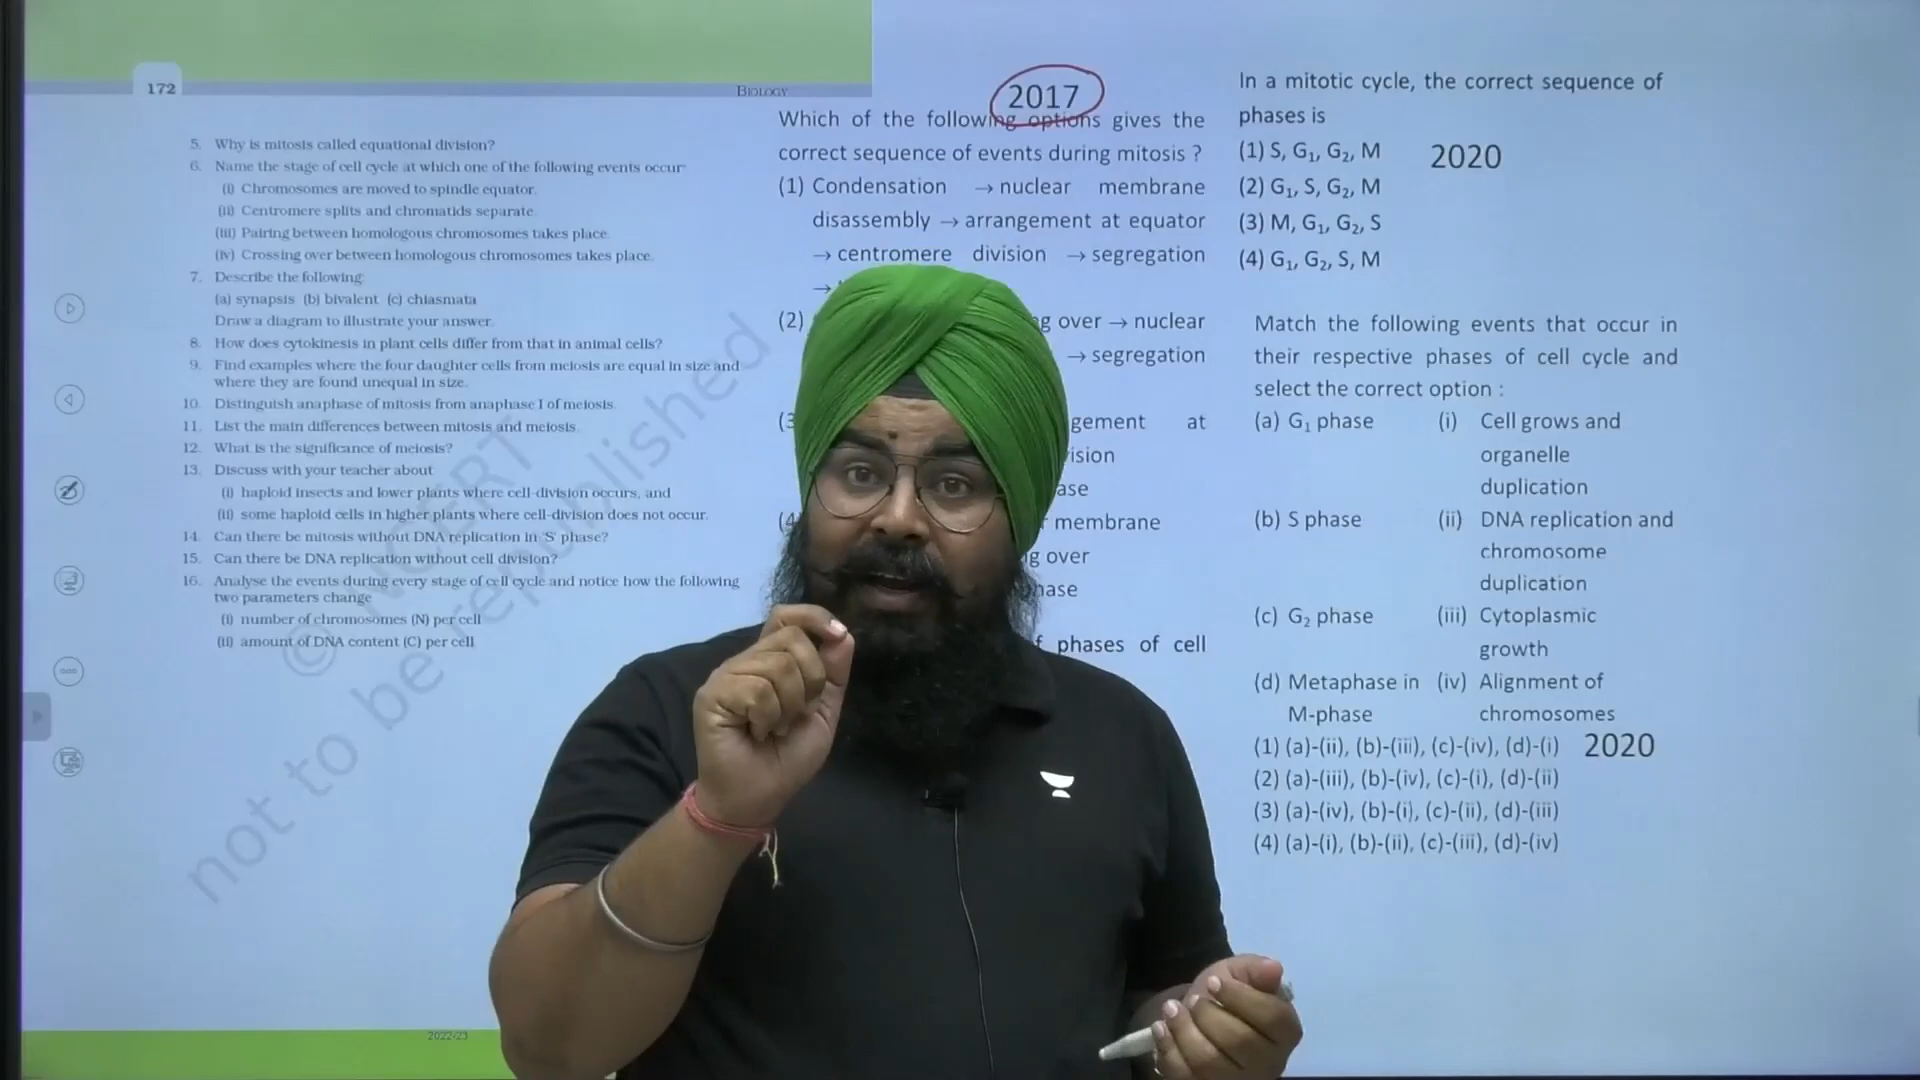 172
BIOLOGY
5. Why is mitosis called equational division?
6. Name the stage of cell cycle at which one of the following events occur:
(i) Chromosomes are moved to spindle equator.
(ii) Centromere splits and chromatids separate.
(iii) Pairing between homologous chromosomes takes place.
(iv) Crossing over between homologous chromosomes takes place.
7. Describe the following:
(a) synapsis (b) bivalent (c) chiasmata
Draw a diagram to illustrate your answer.
8. How does cytokinesis in plant cells differ from that in animal cells?
9. Find examples where the four daughter cells from meiosis are equal in size and
where they are found unequal in size.
10. Distinguish anaphase of mitosis from anaphase I of meiosis.
11. List the main differences between mitosis and meiosis.
12. What is the significance of meiosis?
13. Discuss with your teacher about
(i) haploid insects and lower plants where cell-division occurs, and
(ii) some haploid cells in higher plants where cell-division does not occur.
14. Can there be mitosis without DNA replication in 'S' phase?
15. Can there be DNA replication without cell division?
16. Analyse the events during every stage of cell cycle and notice how the following
two parameters change
(i) number of chromosomes (N) per cell
(ii) amount of DNA content (C) per cell
© NCERT
not to be republished
2022-23
2017
Which of the following options gives the
correct sequence of events during mitosis ?
(1) Condensation → nuclear membrane
disassembly → arrangement at equator
→ centromere division → segregation
→
(2) over → nuclear
→ segregation
at
membrane
over
phases of cell
In a mitotic cycle, the correct sequence of
phases is
(1) S, G₁, G₂, M 2020
(2) G₁, S, G₂, M
(3) M, G₁, G₂, S
(4) G₁, G₂, S, M
Match the following events that occur in
their respective phases of cell cycle and
select the correct option :
(a) G₁ phase (i) Cell grows and
organelle
duplication
(b) S phase (ii) DNA replication and
chromosome
duplication
(c) G₂ phase (iii) Cytoplasmic
growth
(d) Metaphase in (iv) Alignment of
M-phase chromosomes
(1) (a)-(ii), (b)-(iii), (c)-(iv), (d)-(i) 2020
(2) (a)-(iii), (b)-(iv), (c)-(i), (d)-(ii)
(3) (a)-(iv), (b)-(i), (c)-(ii), (d)-(iii)
(4) (a)-(i), (b)-(ii), (c)-(iii), (d)-(iv)